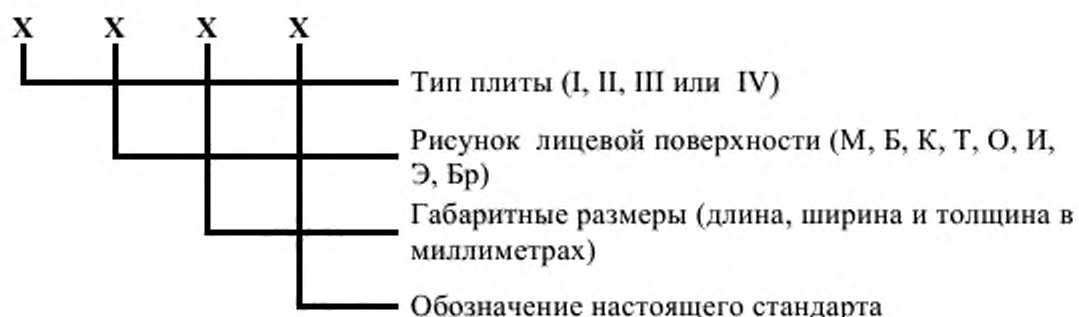 Х Х Х Х
Тип плиты (I, II, III или IV)
Рисунок лицевой поверхности (М, Б, К, Т, О, И,
Э, Бр)
Габаритные размеры (длина, ширина и толщина в
миллиметрах)
Обозначение настоящего стандарта